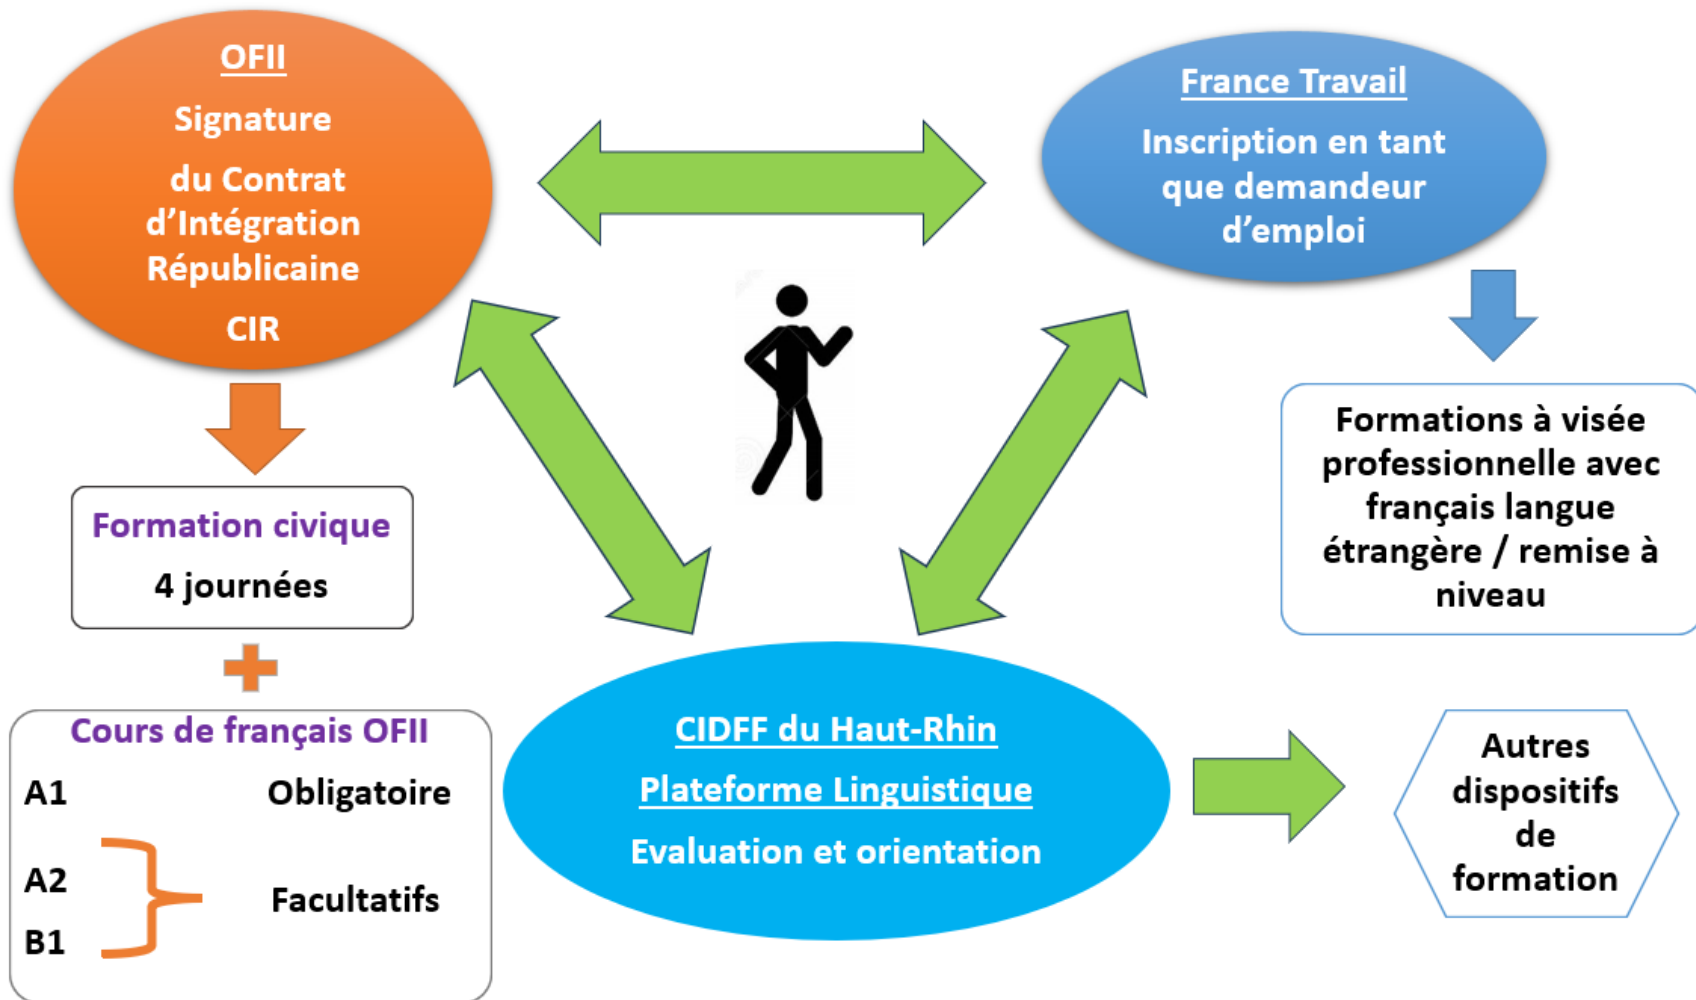 OFII
Signature
du Contrat
d’Intégration
Républicaine
CIR
France Travail
Inscription en tant
que demandeur
d’emploi
Formation civique
4 journées
Formations à visée
professionnelle avec
français langue
étrangère / remise à
niveau
Cours de français OFII
A1 Obligatoire
A2
Facultatifs
B1
CIDFF du Haut-Rhin
Plateforme Linguistique
Evaluation et orientation
Autres
dispositifs
de
formation